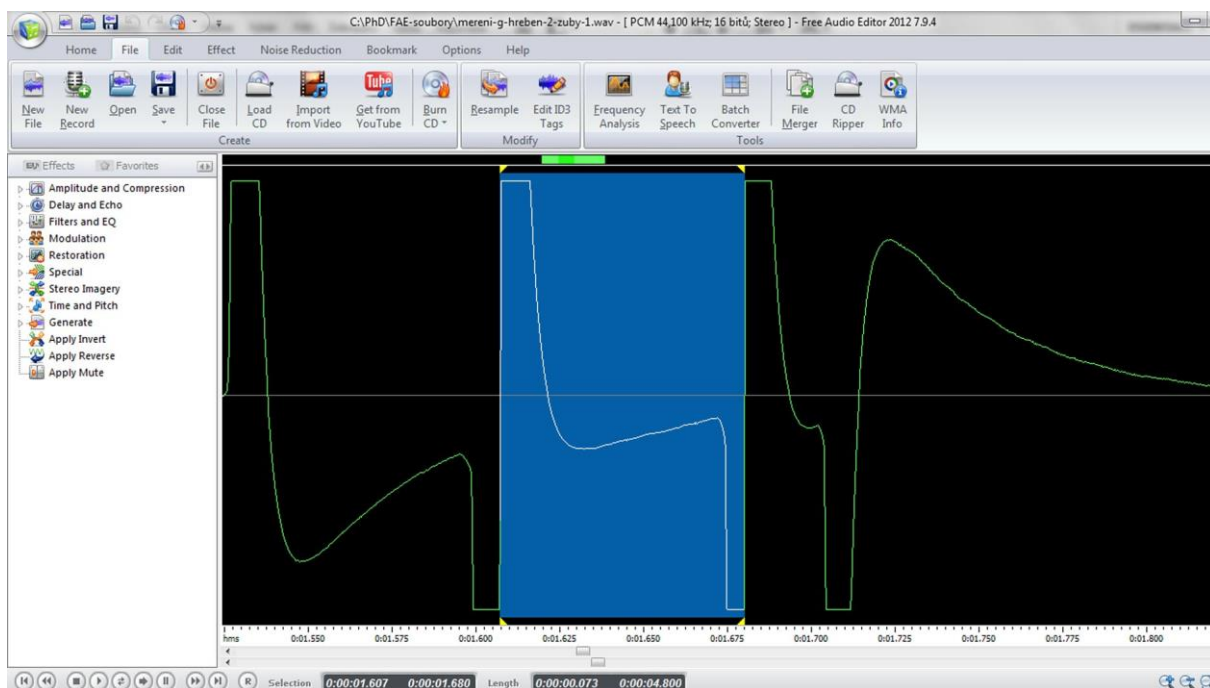 C:\PhD\FAE-soubory\mereni-g-hreben-2-zuby-1.wav - [ PCM 44,100 kHz; 16 bitů; Stereo ] - Free Audio Editor 2012 7.9.4
Home File Edit Effect Noise Reduction Bookmark Options Help
New File
New Record
Open
Save
Close File
Load CD
Import from Video
You Tube
Get from YouTube
Burn CD
Resample
Edit ID3 Tags
Frequency Analysis
Text To Speech
Batch Converter
File Merger
CD Ripper
WMA Info
Create Modify Tools
Effects Favorites
Amplitude and Compression
Delay and Echo
Filters and EQ
Modulation
Restoration
Special
Stereo Imagery
Time and Pitch
Generate
Apply Invert
Apply Reverse
Apply Mute
hms 0:01.550 0:01.575 0:01.600 0:01.625 0:01.650 0:01.675 0:01.700 0:01.725 0:01.750 0:01.775 0:01.800
R Selection 0:00:01.607 0:00:01.680 Length 0:00:00.073 0:00:04.800